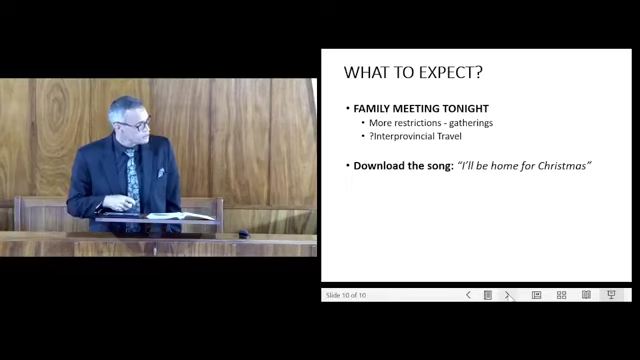 WHAT TO EXPECT?
• FAMILY MEETING TONIGHT
• More restrictions - gatherings
• ?Interprovincial Travel
• Download the song: "I'll be home for Christmas"
Slide 10 of 10